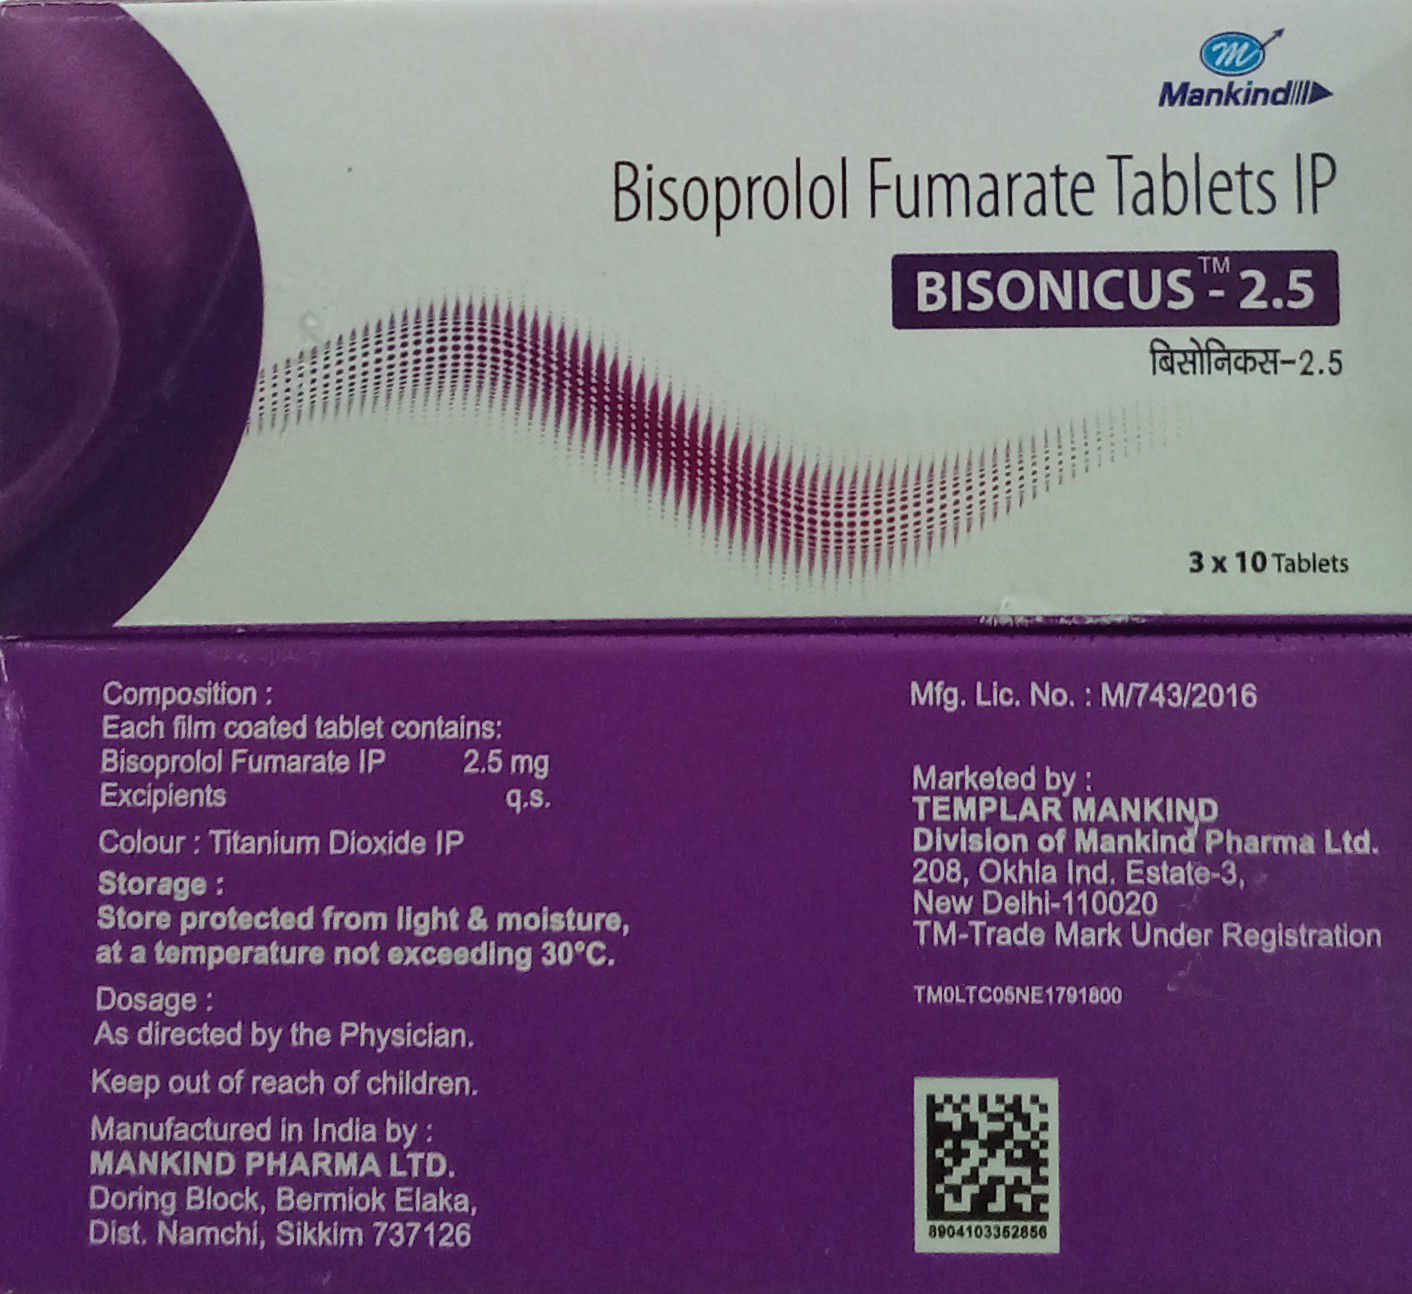 m
Mankind
Bisoprolol Fumarate Tablets IP
BISONICUS™-2.5
बिसोनिकस-2.5
3 x 10 Tablets
Composition :
Each film coated tablet contains:
Bisoprolol Fumarate IP 2.5 mg
Excipients q.s.
Colour : Titanium Dioxide IP
Storage :
Store protected from light & moisture,
at a temperature not exceeding 30°C.
Dosage :
As directed by the Physician.
Keep out of reach of children.
Manufactured in India by :
MANKIND PHARMA LTD.
Doring Block, Bermiok Elaka,
Dist. Namchi, Sikkim 737126
Mfg. Lic. No. : M/743/2016
Marketed by :
TEMPLAR MANKIND
Division of Mankind Pharma Ltd.
208, Okhla Ind. Estate-3,
New Delhi-110020
TM-Trade Mark Under Registration
TM0LTC05NE1791800
8904103352856